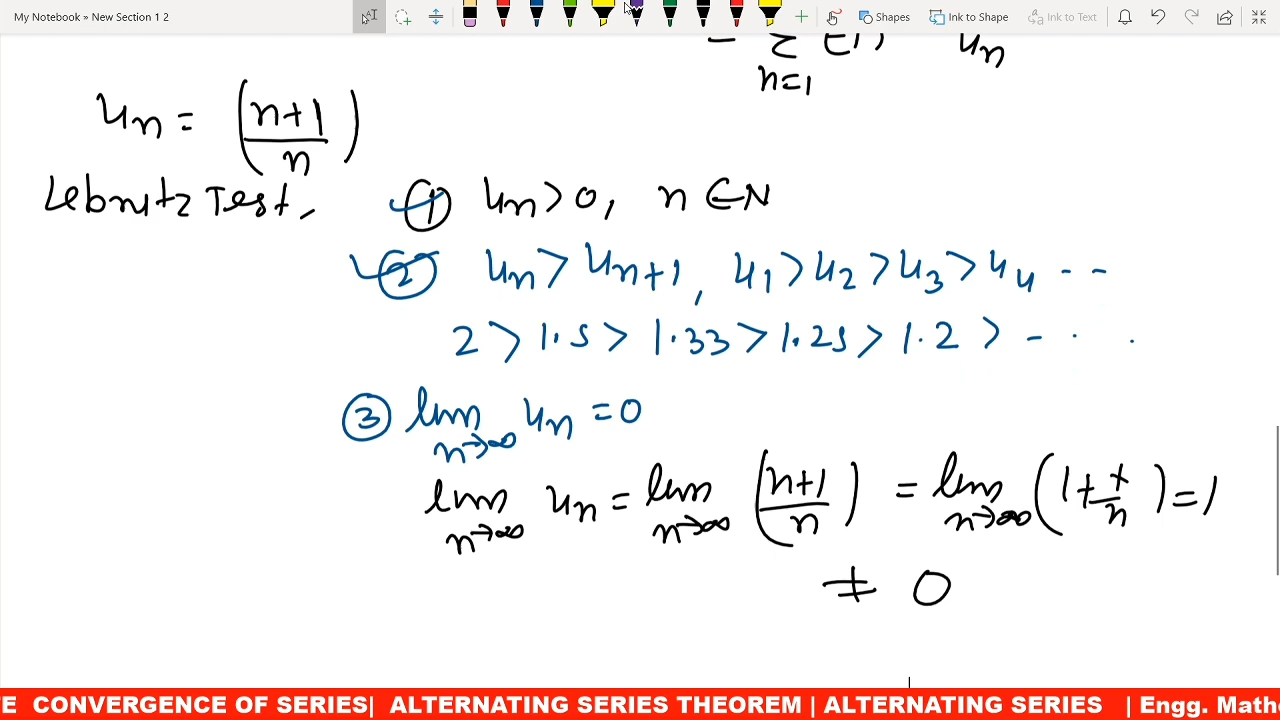 My Notebook » New Section 1 2
Shapes Ink to Shape Ink to Text
n=1 un
un = (n+1/n)
Lebnitz Test,
① un>0, n∈N
② un>un+1, u1>u2>u3>u4 --
2>1.5>1.33>1.25>1.2>- . .
③ lim n→∞ un=0
lim n→∞ un = lim n→∞ (n+1/n) = lim n→∞ (1+1/n)=1
≠ 0
E CONVERGENCE OF SERIES| ALTERNATING SERIES THEOREM | ALTERNATING SERIES | Engg. Mathe